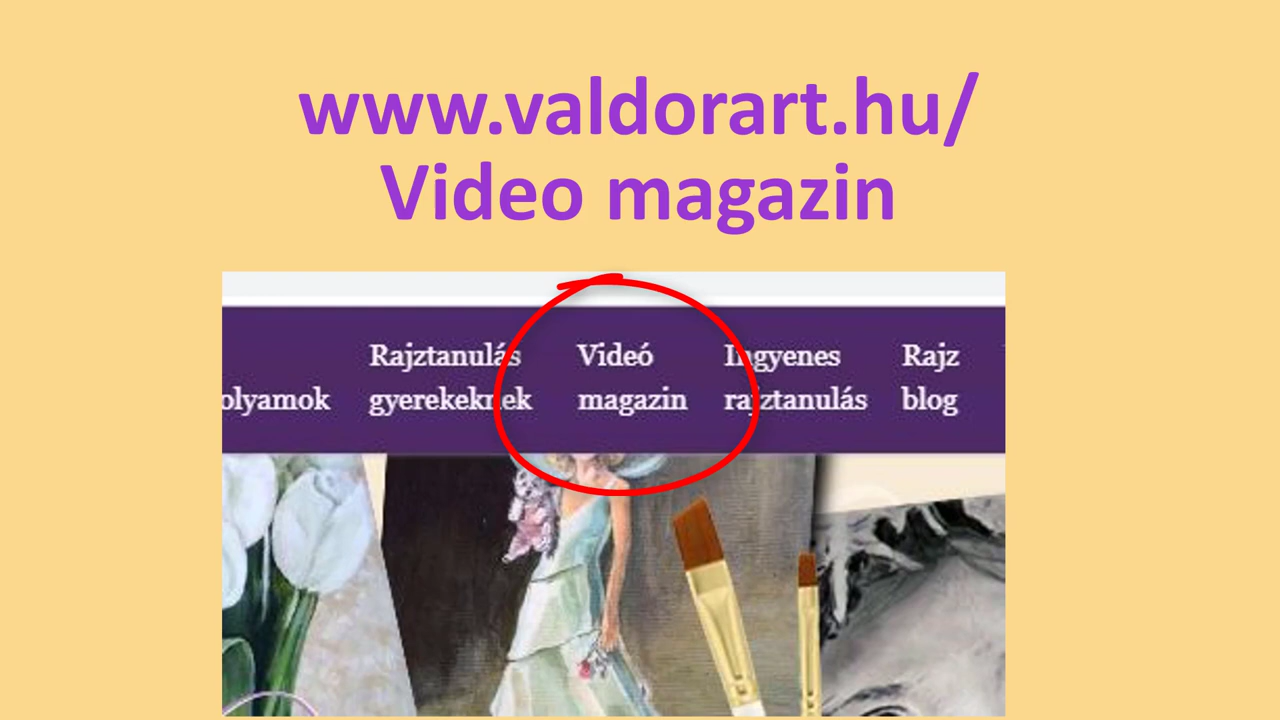 www.valdorart.hu/
Video magazin
Rajztanulás Videó Ingyenes Rajz
olyamok gyerekeknek magazin rajztanulás blog